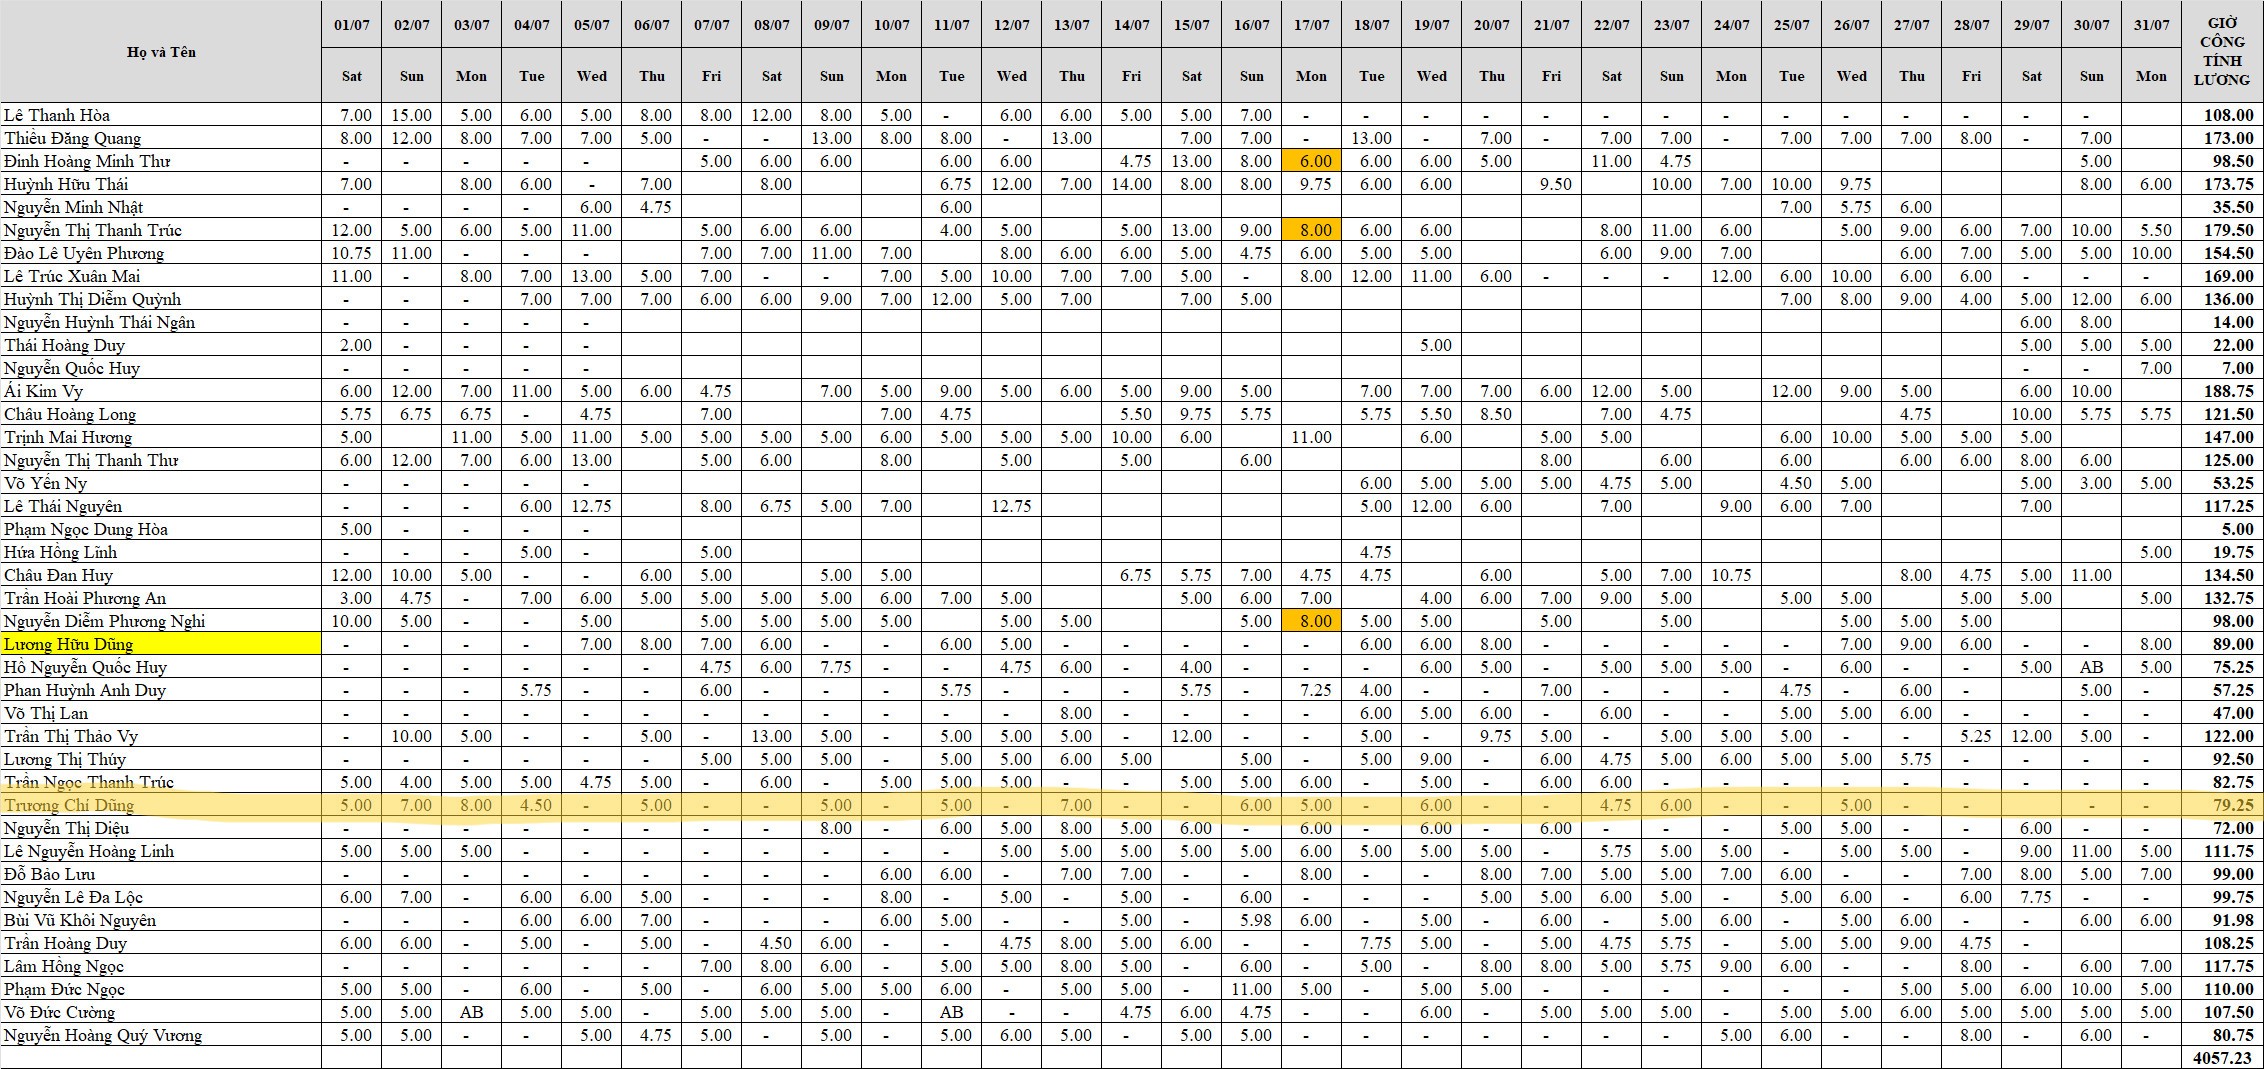 Họ và Tên 01/07 02/07 03/07 04/07 05/07 06/07 07/07 08/07 09/07 10/07 11/07 12/07 13/07 14/07 15/07 16/07 17/07 18/07 19/07 20/07 21/07 22/07 23/07 24/07 25/07 26/07 27/07 28/07 29/07 30/07 31/07 GIỜ CÔNG TÍNH LƯƠNG
Sat Sun Mon Tue Wed Thu Fri Sat Sun Mon Tue Wed Thu Fri Sat Sun Mon Tue Wed Thu Fri Sat Sun Mon Tue Wed Thu Fri Sat Sun Mon
Lê Thanh Hòa 7.00 15.00 5.00 6.00 5.00 8.00 8.00 12.00 8.00 5.00 - 6.00 6.00 5.00 5.00 7.00 - - - - - - - - - - - - - - 108.00
Thiều Đăng Quang 8.00 12.00 8.00 7.00 7.00 5.00 - - 13.00 8.00 8.00 - 13.00 7.00 7.00 - 13.00 - 7.00 - 7.00 7.00 - 7.00 7.00 7.00 8.00 - 7.00 173.00
Đinh Hoàng Minh Thư - - - - - 5.00 6.00 6.00 6.00 6.00 4.75 13.00 8.00 6.00 6.00 6.00 5.00 11.00 4.75 5.00 98.50
Huỳnh Hữu Thái 7.00 8.00 6.00 - 7.00 8.00 6.75 12.00 7.00 14.00 8.00 8.00 9.75 6.00 6.00 9.50 10.00 7.00 10.00 9.75 8.00 6.00 173.75
Nguyễn Minh Nhật - - - - 6.00 4.75 6.00 7.00 5.75 6.00 35.50
Nguyễn Thị Thanh Trúc 12.00 5.00 6.00 5.00 11.00 5.00 6.00 6.00 4.00 5.00 5.00 13.00 9.00 8.00 6.00 6.00 8.00 11.00 6.00 5.00 9.00 6.00 7.00 10.00 5.50 179.50
Đào Lê Uyên Phương 10.75 11.00 - - - 7.00 7.00 11.00 7.00 8.00 6.00 6.00 5.00 4.75 6.00 5.00 5.00 6.00 9.00 7.00 6.00 7.00 5.00 5.00 10.00 154.50
Lê Trúc Xuân Mai 11.00 - 8.00 7.00 13.00 5.00 7.00 - - 7.00 5.00 10.00 7.00 7.00 5.00 - 8.00 12.00 11.00 6.00 - - - 12.00 6.00 10.00 6.00 6.00 - - - 169.00
Huỳnh Thị Diễm Quỳnh - - - 7.00 7.00 7.00 6.00 6.00 9.00 7.00 12.00 5.00 7.00 7.00 5.00 7.00 8.00 9.00 4.00 5.00 12.00 6.00 136.00
Nguyễn Huỳnh Thái Ngân - - - - - 6.00 8.00 14.00
Thái Hoàng Duy 2.00 - - - - 5.00 5.00 5.00 5.00 22.00
Nguyễn Quốc Huy - - - - - - - 7.00 7.00
Ái Kim Vy 6.00 12.00 7.00 11.00 5.00 6.00 4.75 7.00 5.00 9.00 5.00 6.00 5.00 9.00 5.00 7.00 7.00 7.00 6.00 12.00 5.00 12.00 9.00 5.00 6.00 10.00 188.75
Châu Hoàng Long 5.75 6.75 6.75 - 4.75 7.00 7.00 4.75 5.50 9.75 5.75 5.75 5.50 8.50 7.00 4.75 4.75 10.00 5.75 5.75 121.50
Trịnh Mai Hương 5.00 11.00 5.00 11.00 5.00 5.00 5.00 5.00 6.00 5.00 5.00 5.00 10.00 6.00 11.00 6.00 5.00 5.00 6.00 10.00 5.00 5.00 5.00 147.00
Nguyễn Thị Thanh Thư 6.00 12.00 7.00 6.00 13.00 5.00 6.00 8.00 5.00 5.00 6.00 8.00 6.00 6.00 6.00 6.00 8.00 6.00 125.00
Võ Yến Ny - - - - - 6.00 5.00 5.00 5.00 4.75 5.00 4.50 5.00 5.00 3.00 5.00 53.25
Lê Thái Nguyên - - - 6.00 12.75 8.00 6.75 5.00 7.00 12.75 5.00 12.00 6.00 7.00 9.00 6.00 7.00 7.00 117.25
Phạm Ngọc Dung Hòa 5.00 - - - - 5.00
Hứa Hồng Lĩnh - - - 5.00 - 5.00 4.75 5.00 19.75
Châu Đan Huy 12.00 10.00 5.00 - - 6.00 5.00 5.00 5.00 6.75 5.75 7.00 4.75 4.75 6.00 5.00 7.00 10.75 8.00 4.75 5.00 11.00 134.50
Trần Hoài Phương An 3.00 4.75 - 7.00 6.00 5.00 5.00 5.00 5.00 6.00 7.00 5.00 5.00 6.00 7.00 4.00 6.00 7.00 9.00 5.00 5.00 5.00 5.00 5.00 5.00 132.75
Nguyễn Diễm Phương Nghi 10.00 5.00 - - 5.00 5.00 5.00 5.00 5.00 5.00 5.00 5.00 8.00 5.00 5.00 5.00 5.00 5.00 5.00 5.00 98.00
Lương Hữu Dũng - - - - 7.00 8.00 7.00 6.00 - 6.00 5.00 - - - - - 6.00 6.00 8.00 - - - - - 7.00 9.00 6.00 - - 8.00 89.00
Hồ Nguyễn Quốc Huy - - - - - - 4.75 6.00 7.75 - - 4.75 6.00 - 4.00 - - - 6.00 5.00 - 5.00 5.00 5.00 - 6.00 - - 5.00 AB 5.00 75.25
Phan Huỳnh Anh Duy - - - 5.75 - 6.00 - - - 5.75 - - - 5.75 - 7.25 4.00 - - 7.00 - - - 4.75 - 6.00 - 5.00 - 57.25
Võ Thị Lan - - - - - - - - - - - - 8.00 - - - - 6.00 5.00 6.00 - 6.00 - - 5.00 5.00 6.00 - - - - 47.00
Trần Thị Thảo Vy - 10.00 5.00 - - 5.00 - 13.00 5.00 - 5.00 5.00 5.00 - 12.00 - - 5.00 - 9.75 5.00 - 5.00 5.00 5.00 - - 5.25 12.00 5.00 - 122.00
Lương Thị Thúy - - - - - - 5.00 5.00 5.00 - 5.00 5.00 6.00 5.00 5.00 - 5.00 9.00 - 6.00 4.75 5.00 6.00 5.00 5.00 5.75 - - - - 92.50
Trần Ngọc Thanh Trúc 5.00 4.00 5.00 5.00 4.75 5.00 - 6.00 - 5.00 5.00 5.00 - - 5.00 5.00 6.00 - 5.00 - 6.00 6.00 - - - - - - - - - 82.75
Trương Chí Dũng 5.00 7.00 8.00 4.50 - 5.00 - - 5.00 - 5.00 - 7.00 - - 6.00 5.00 - 6.00 - - 4.75 6.00 - - 5.00 - - - - 79.25
Nguyễn Thị Diệu - - - - - - - - 8.00 - 6.00 5.00 8.00 5.00 6.00 - 6.00 - 6.00 - 6.00 - - - 5.00 5.00 - - 6.00 - - 72.00
Lê Nguyễn Hoàng Linh 5.00 5.00 5.00 - - - - - - - - 5.00 5.00 5.00 5.00 5.00 6.00 5.00 5.00 5.00 - 5.75 5.00 5.00 - 5.00 5.00 - 9.00 11.00 5.00 111.75
Đỗ Bảo Lưu - - - - - - - - - 6.00 6.00 - 7.00 7.00 - - 8.00 - - 8.00 7.00 5.00 5.00 7.00 6.00 - - 7.00 8.00 5.00 7.00 99.00
Nguyễn Lê Đa Lộc 6.00 7.00 - 6.00 6.00 5.00 - - - 8.00 - 5.00 - 5.00 - 6.00 - - - 5.00 5.00 6.00 5.00 - 5.00 6.00 - 6.00 7.75 - - 99.75
Bùi Vũ Khôi Nguyên - - - 6.00 6.00 7.00 - - - 6.00 5.00 - - 5.00 - 5.98 6.00 - 5.00 - 6.00 - 5.00 6.00 - 5.00 6.00 - - 6.00 6.00 91.98
Trần Hoàng Duy 6.00 6.00 - 5.00 - 5.00 - 4.50 6.00 - - 4.75 8.00 5.00 6.00 - - 7.75 5.00 - 5.00 4.75 5.75 - 5.00 5.00 9.00 4.75 - 108.25
Lâm Hồng Ngọc - - - - - - 7.00 8.00 6.00 - 5.00 5.00 8.00 5.00 - 6.00 - 5.00 - 8.00 8.00 5.00 5.75 9.00 6.00 - - 8.00 - 6.00 7.00 117.75
Phạm Đức Ngọc 5.00 5.00 - 6.00 - 5.00 - 6.00 5.00 5.00 6.00 - 5.00 5.00 - 11.00 5.00 - 5.00 5.00 - - - - - - 5.00 5.00 6.00 10.00 5.00 110.00
Võ Đức Cường 5.00 5.00 AB 5.00 5.00 - 5.00 5.00 5.00 - AB - - 4.75 6.00 4.75 - - 6.00 - 5.00 5.00 5.00 - 5.00 5.00 6.00 5.00 5.00 5.00 5.00 107.50
Nguyễn Hoàng Quý Vương 5.00 5.00 - - 5.00 4.75 5.00 - 5.00 - 5.00 6.00 5.00 - 5.00 5.00 - - - - - - - 5.00 6.00 - - 8.00 - 6.00 - 80.75
4057.23